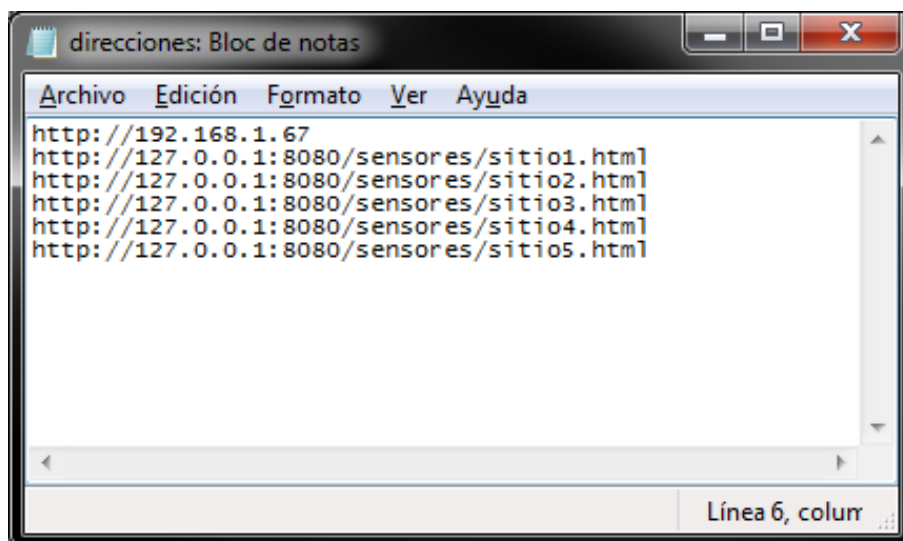 direcciones: Bloc de notas
Archivo Edición Formato Ver Ayuda
http://192.168.1.67
http://127.0.0.1:8080/sensores/sitio1.html
http://127.0.0.1:8080/sensores/sitio2.html
http://127.0.0.1:8080/sensores/sitio3.html
http://127.0.0.1:8080/sensores/sitio4.html
http://127.0.0.1:8080/sensores/sitio5.html
Línea 6, colum